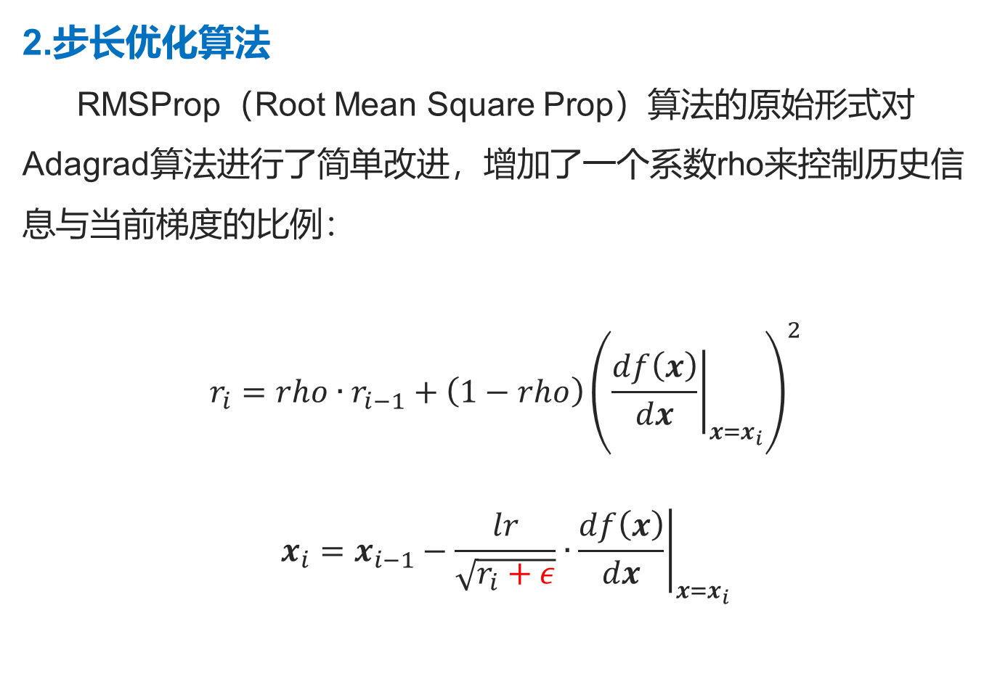 2.步长优化算法
RMSProp（Root Mean Square Prop）算法的原始形式对
Adagrad算法进行了简单改进，增加了一个系数rho来控制历史信
息与当前梯度的比例：
$r_i = rho \cdot r_{i-1} + (1 - rho) \left( \left. \frac{df(\boldsymbol{x})}{d\boldsymbol{x}} \right|_{\boldsymbol{x}=\boldsymbol{x}_i} \right)^2$
$\boldsymbol{x}_i = \boldsymbol{x}_{i-1} - \frac{lr}{\sqrt{r_i + \epsilon}} \cdot \left. \frac{df(\boldsymbol{x})}{d\boldsymbol{x}} \right|_{\boldsymbol{x}=\boldsymbol{x}_i}$